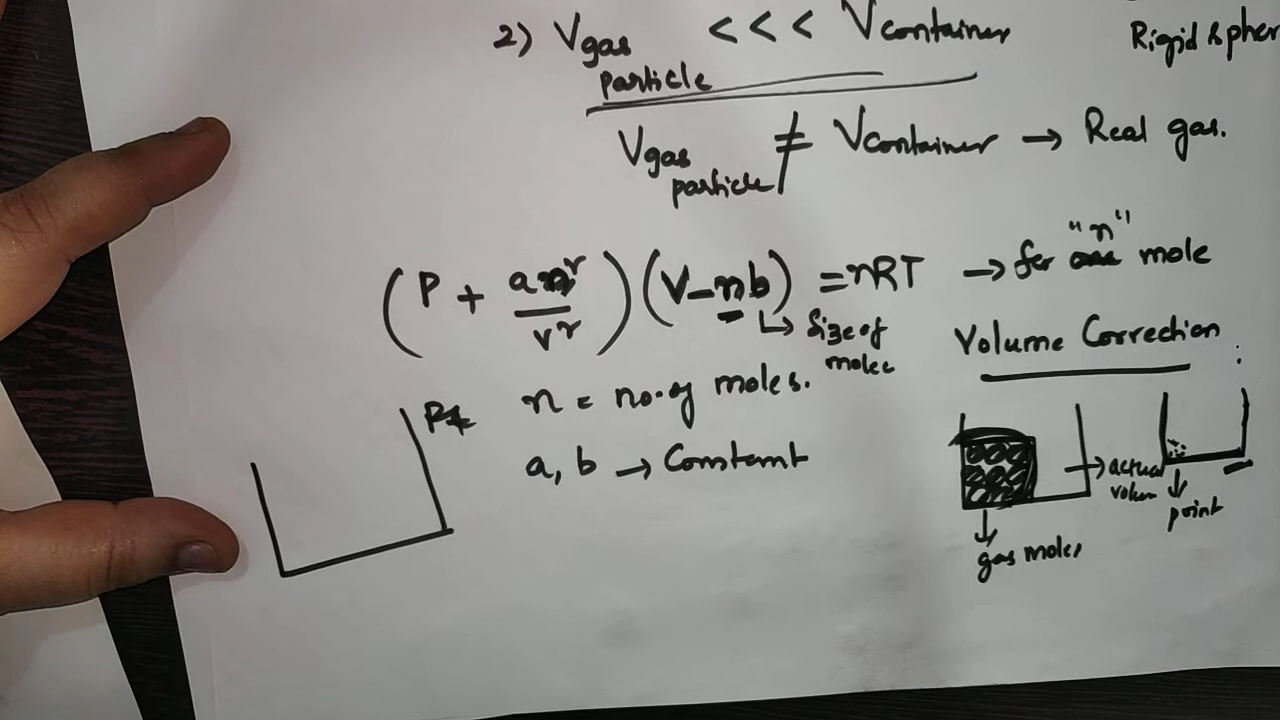 2) Vgas particle <<< Vcontainer
Rigid spher
Vgas particle ≠ Vcontainer → Real gas.
(P + an²/v²)(V-nb) = nRT → for "n" mole
↳ Size of
molec
Volume Correction :
n = no. of moles.
a, b → Constant
→ actual
volum
point
gas molec